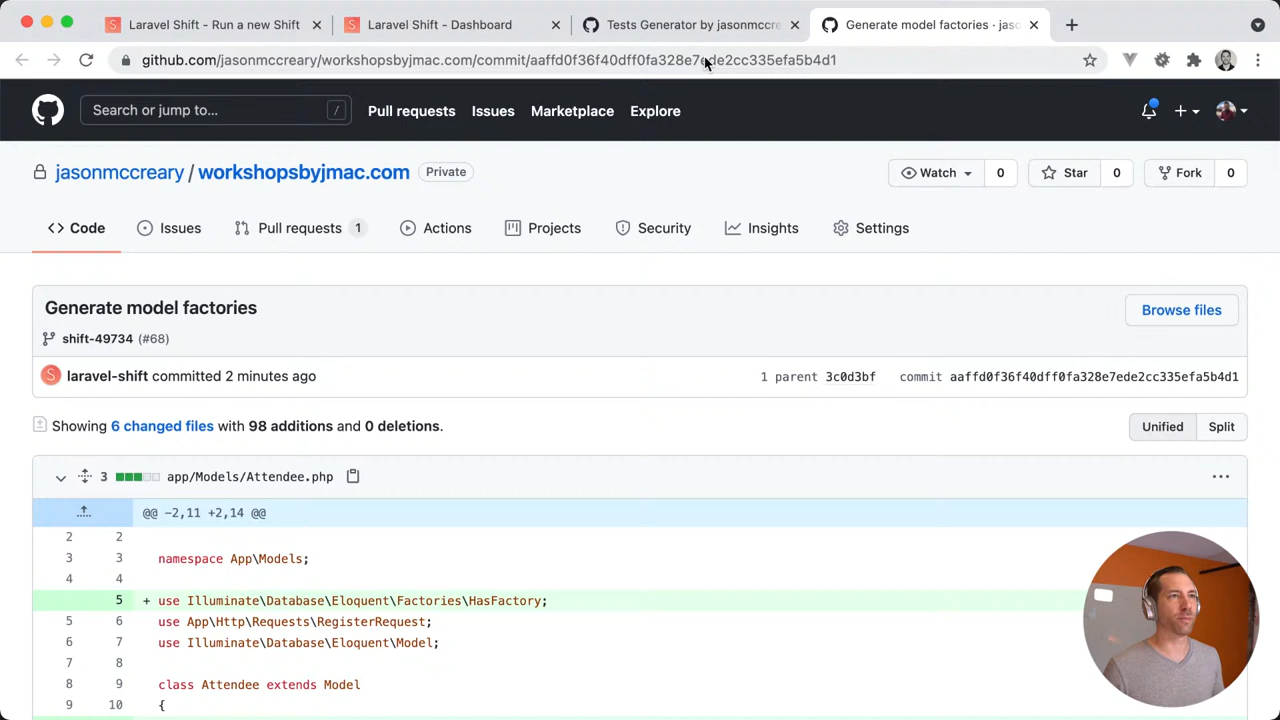 Laravel Shift - Run a new Shift
Laravel Shift - Dashboard
Tests Generator by jasonmccre
Generate model factories · jaso
github.com/jasonmccreary/workshopsbyjmac.com/commit/aaffd0f36f40dff0fa328e7ede2cc335efa5b4d1
Search or jump to...
/
Pull requests
Issues
Marketplace
Explore
jasonmccreary / workshopsbyjmac.com
Private
Watch
0
Star
0
Fork
0
Code
Issues
Pull requests
1
Actions
Projects
Security
Insights
Settings
Generate model factories
Browse files
shift-49734 (#68)
S
laravel-shift committed 2 minutes ago
1 parent 3c0d3bf
commit aaffd0f36f40dff0fa328e7ede2cc335efa5b4d1
Showing 6 changed files with 98 additions and 0 deletions.
Unified
Split
3
app/Models/Attendee.php
@@ -2,11 +2,14 @@
2 2
3 3 namespace App\Models;
4 4
5 + use Illuminate\Database\Eloquent\Factories\HasFactory;
5 6 use App\Http\Requests\RegisterRequest;
6 7 use Illuminate\Database\Eloquent\Model;
7 8
8 9 class Attendee extends Model
9 10 {